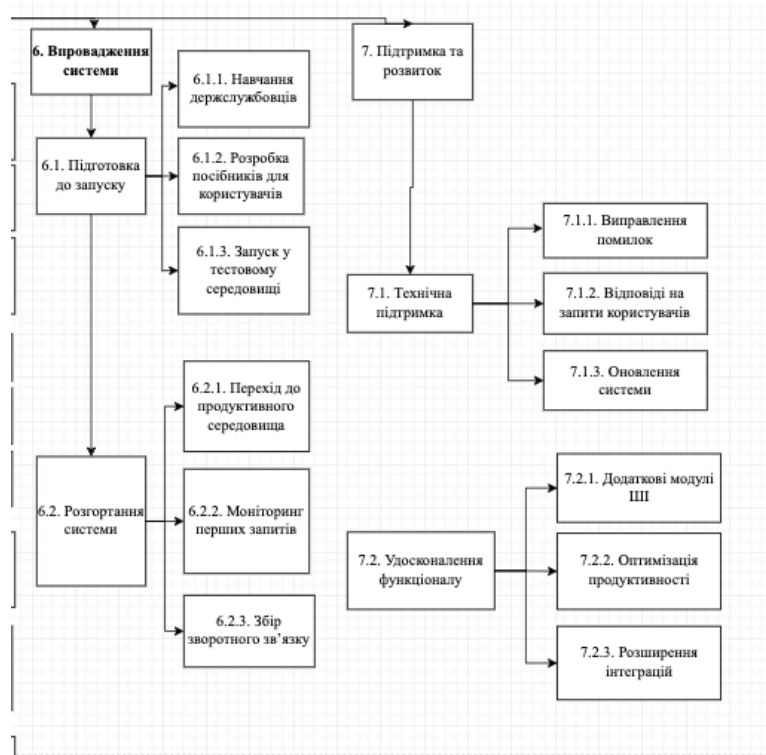 6. Впровадження
системи
6.1. Підготовка
до запуску
6.1.1. Навчання
держслужбовців
6.1.2. Розробка
посібників для
користувачів
6.1.3. Запуск у
тестовому
середовищі
6.2. Розгортання
системи
6.2.1. Перехід до
продуктивного
середовища
6.2.2. Моніторинг
перших запитів
6.2.3. Збір
зворотного зв’язку
7. Підтримка та
розвиток
7.1. Технічна
підтримка
7.1.1. Виправлення
помилок
7.1.2. Відповіді на
запити користувачів
7.1.3. Оновлення
системи
7.2. Удосконалення
функціоналу
7.2.1. Додаткові модулі
ШІ
7.2.2. Оптимізація
продуктивності
7.2.3. Розширення
інтеграцій